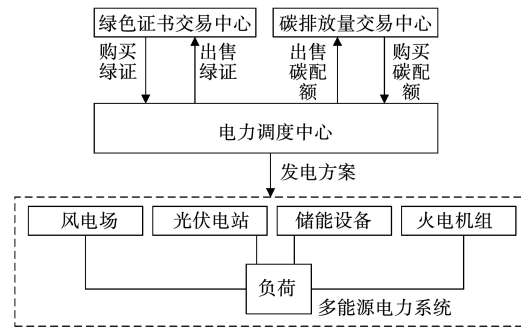 绿色证书交易中心
碳排放量交易中心
购买
绿证
出售
绿证
出售
碳配
额
购买
碳配
额
电力调度中心
发电方案
风电场
光伏电站
储能设备
火电机组
负荷
多能源电力系统